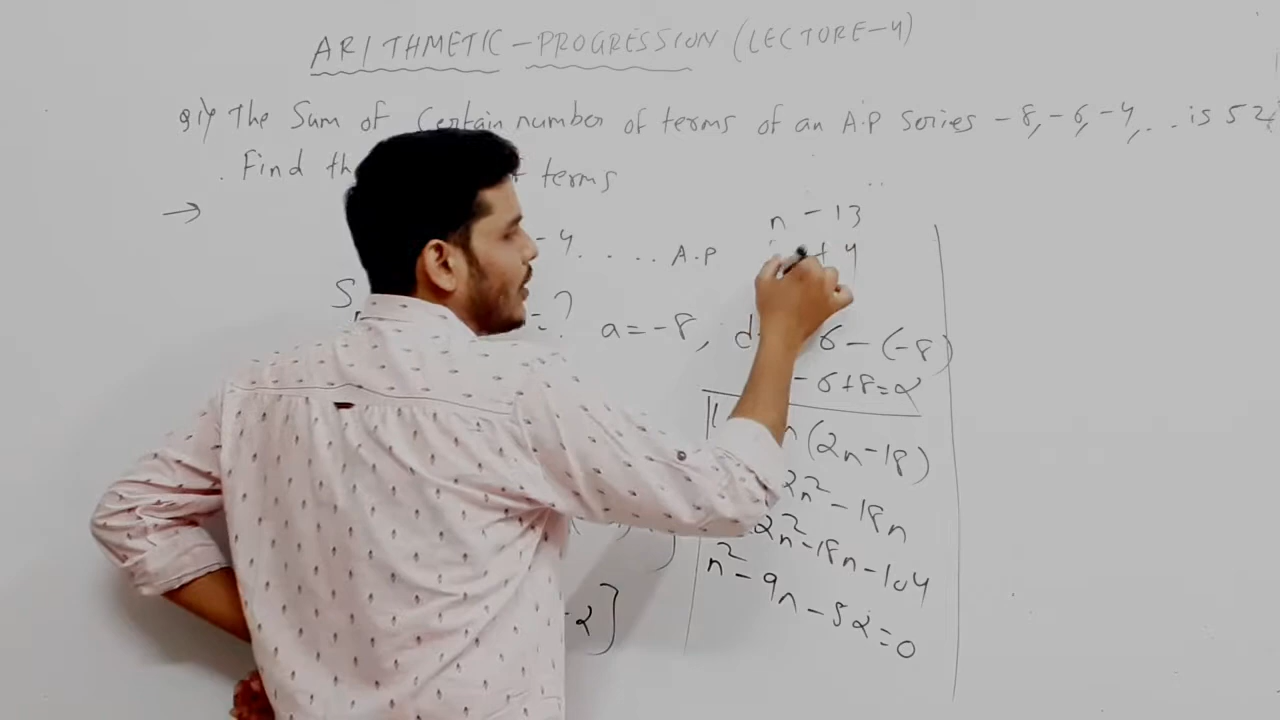 ARITHMETIC - PROGRESSION (LECTURE-4)
Q1) The Sum of Certain number of terms of an A.P Series -8, -6, -4, .. is 52
. Find th terms
→
n - 13
- 4. . . . . A.P + 4
S = ? a = -8, d 6 - (-8)
- 6 + 8 = 2
n (2n - 18)
2n² - 18n
2n² - 18n - 104
n² - 9n - 52 = 0
2]